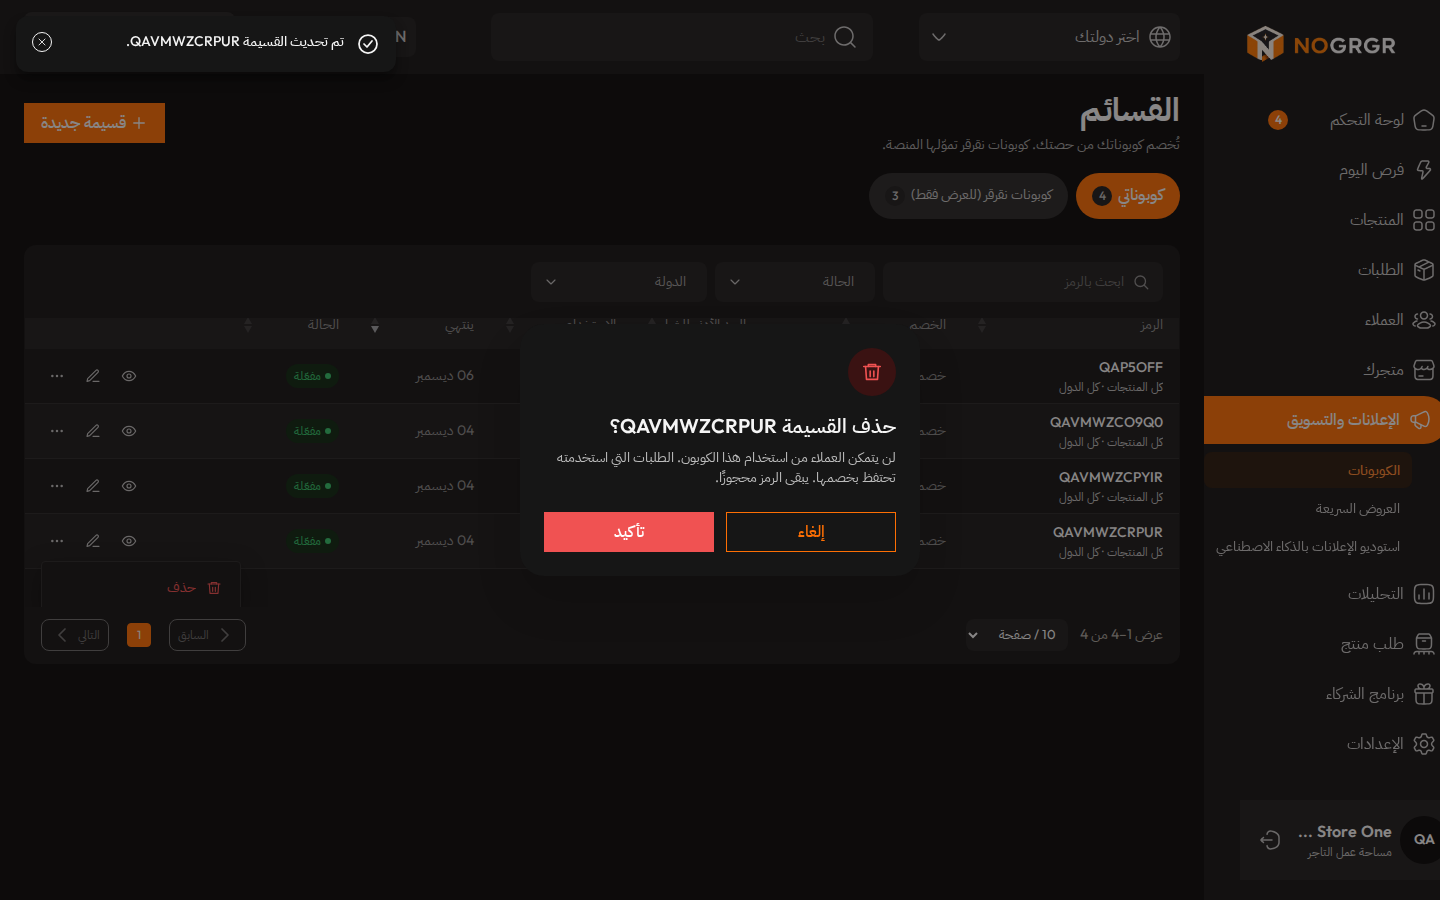 تم تحديث القسيمة QAVMWZCRPUR.
N
بحث
اختر دولتك
NOGRGR
لوحة التحكم
4
فرص اليوم
المنتجات
الطلبات
العملاء
متجرك
الإعلانات والتسويق
الكوبونات
العروض السريعة
استوديو الإعلانات بالذكاء الاصطناعي
التحليلات
طلب منتج
برنامج الشركاء
الإعدادات
Store One ...
مساحة عمل التاجر
QA
القسائم
تُخصم كوبوناتك من حصتك. كوبونات نقرقر تموّلها المنصة.
+ قسيمة جديدة
كوبوناتي 4
كوبونات نقرقر (للعرض فقط) 3
ابحث بالرمز
الحالة
الدولة
الرمز
الخصم
ينتهي
الحالة
QAP5OFF
كل المنتجات · كل الدول
خصم
06 ديسمبر
مفعّلة
QAVMWZCO9Q0
كل المنتجات · كل الدول
خصم
04 ديسمبر
مفعّلة
QAVMWZCPYIR
كل المنتجات · كل الدول
خصم
04 ديسمبر
مفعّلة
QAVMWZCRPUR
كل المنتجات · كل الدول
خصم
04 ديسمبر
مفعّلة
حذف
حذف القسيمة QAVMWZCRPUR؟
لن يتمكن العملاء من استخدام هذا الكوبون. الطلبات التي استخدمته
تحتفظ بخصمها. يبقى الرمز محجوزًا.
إلغاء
تأكيد
عرض 1–4 من 4
10 / صفحة
السابق
1
التالي